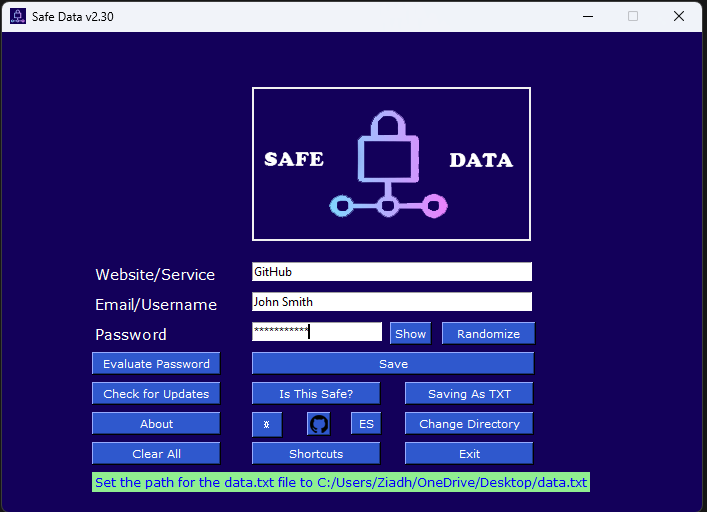 Safe Data v2.30
SAFE DATA
Website/Service GitHub
Email/Username John Smith
Password *********** Show Randomize
Evaluate Password Save
Check for Updates Is This Safe? Saving As TXT
About ES Change Directory
Clear All Shortcuts Exit
Set the path for the data.txt file to C:/Users/Ziadh/OneDrive/Desktop/data.txt